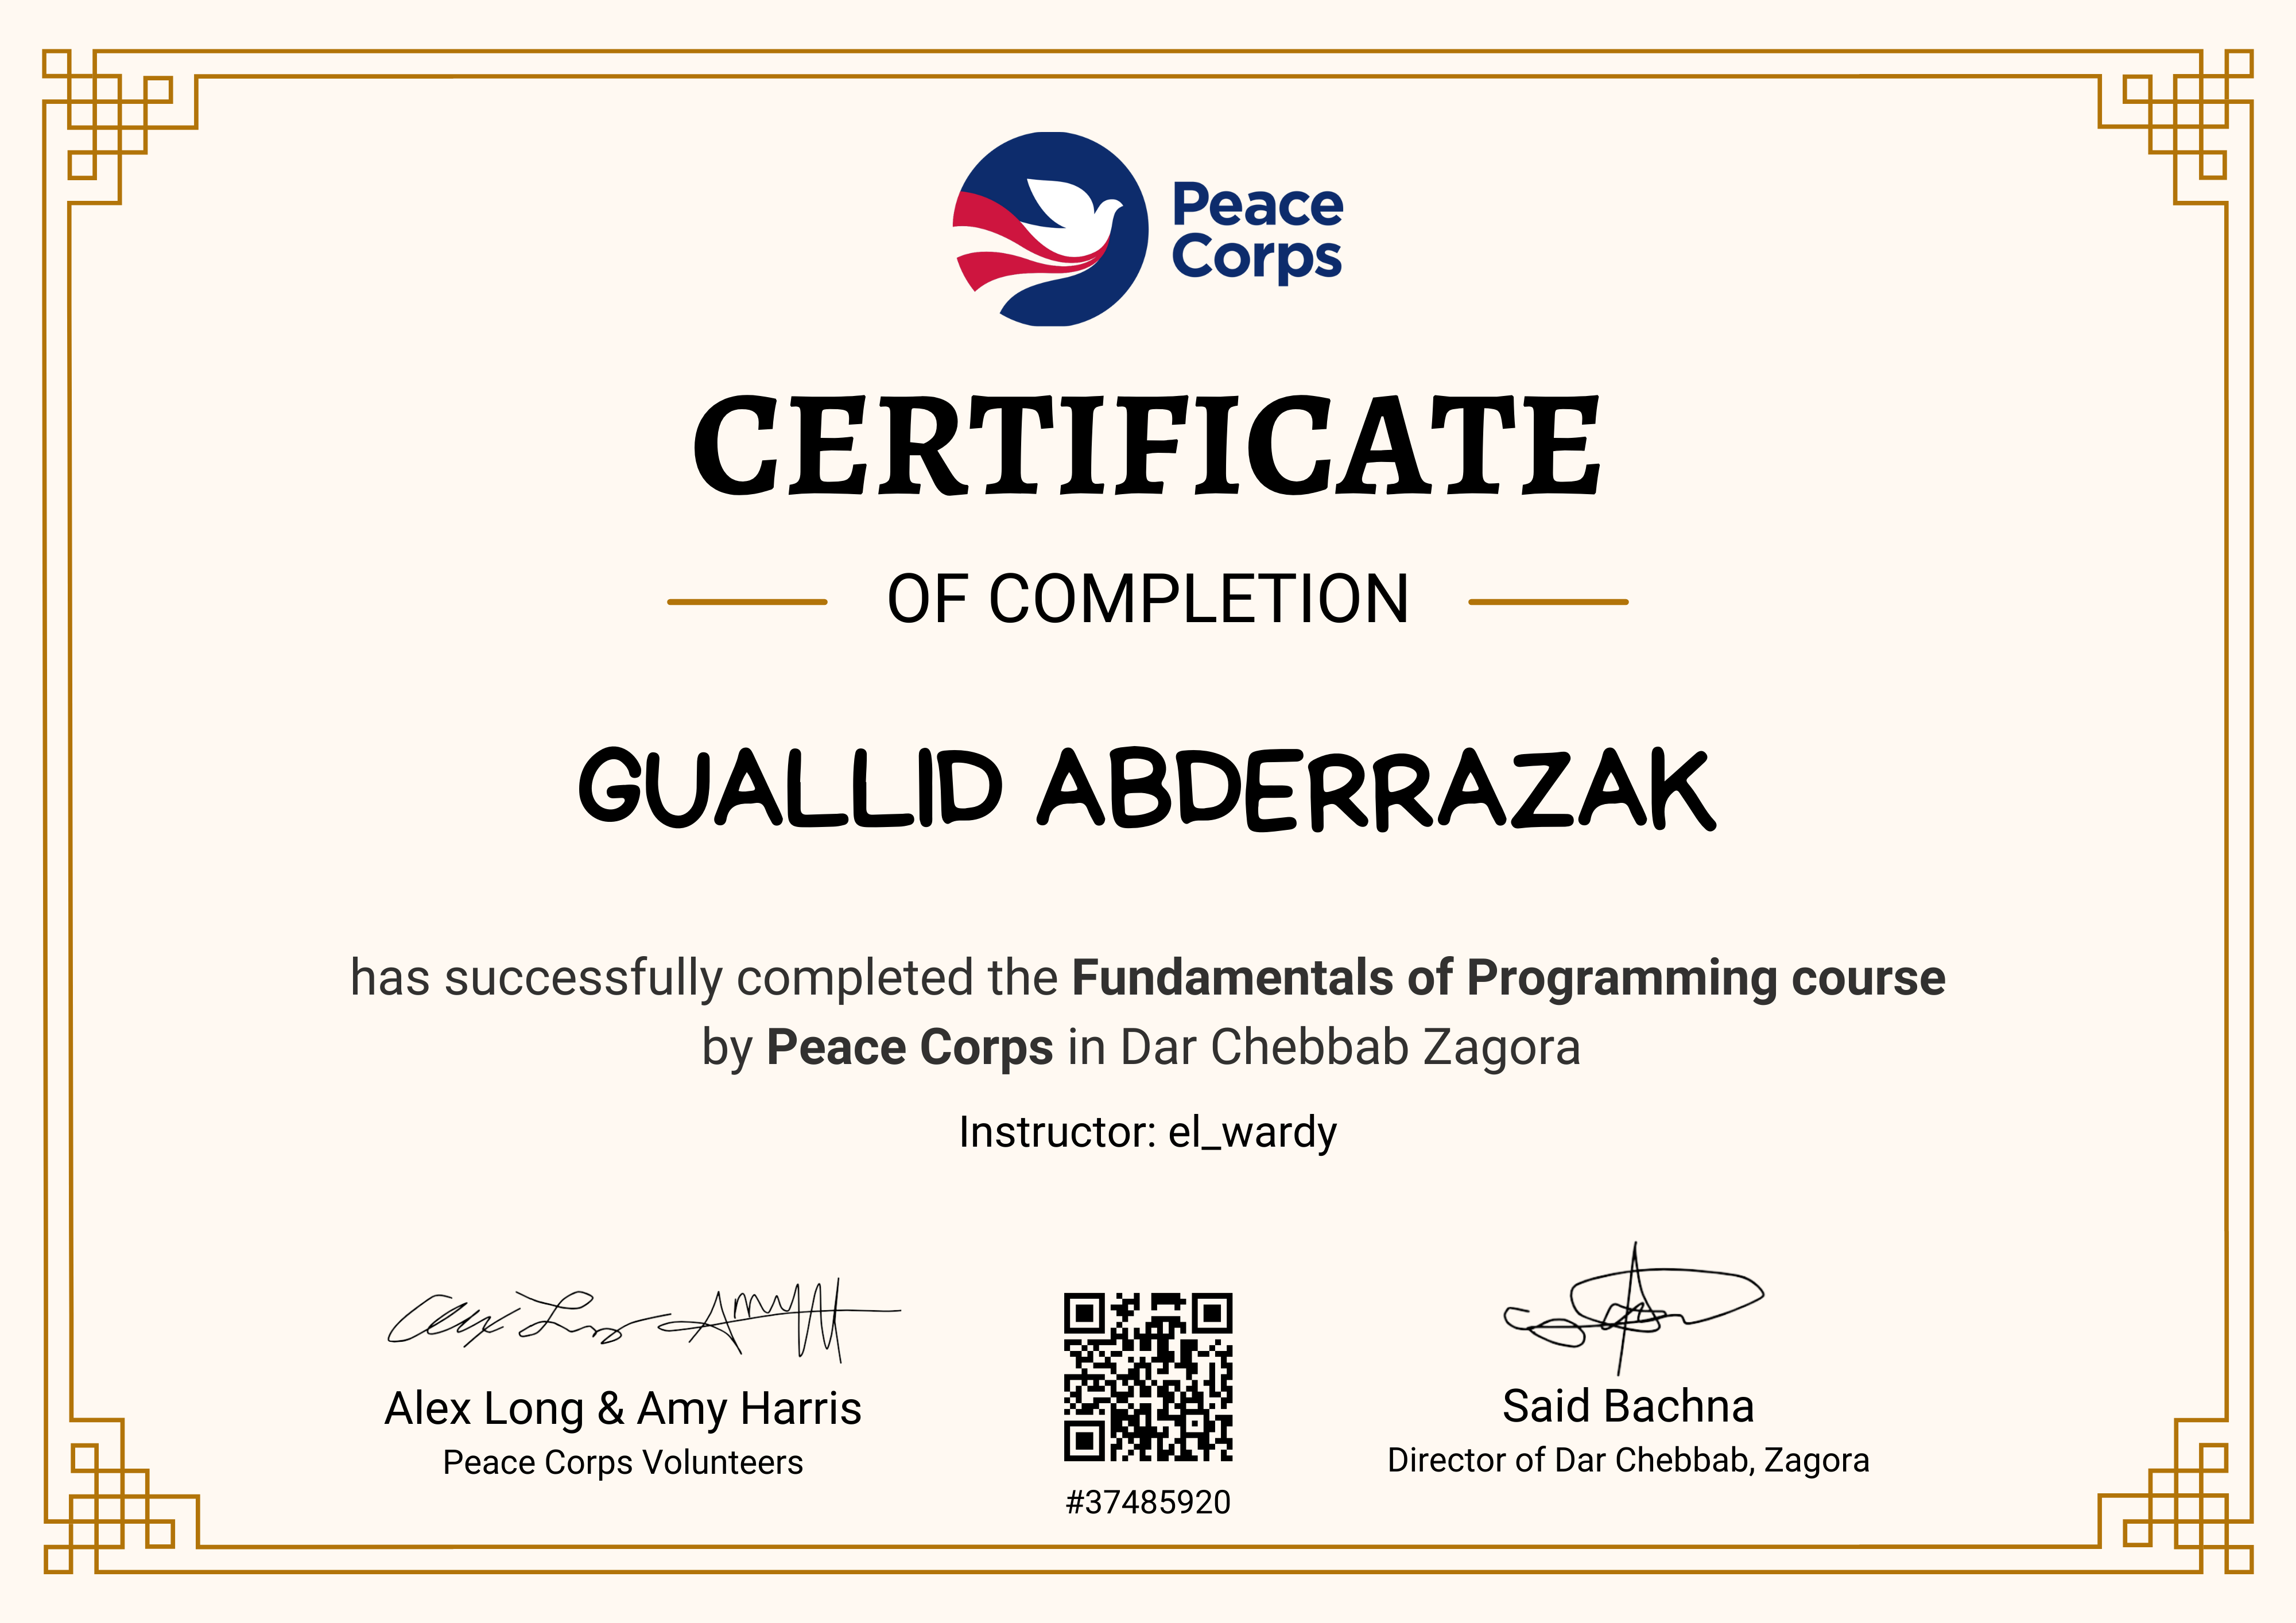 Peace
Corps
CERTIFICATE
OF COMPLETION
GUALLID ABDERRAZAK
has successfully completed the Fundamentals of Programming course
by Peace Corps in Dar Chebbab Zagora
Instructor: el_wardy
Alex Long & Amy Harris
Peace Corps Volunteers
#37485920
Said Bachna
Director of Dar Chebbab, Zagora